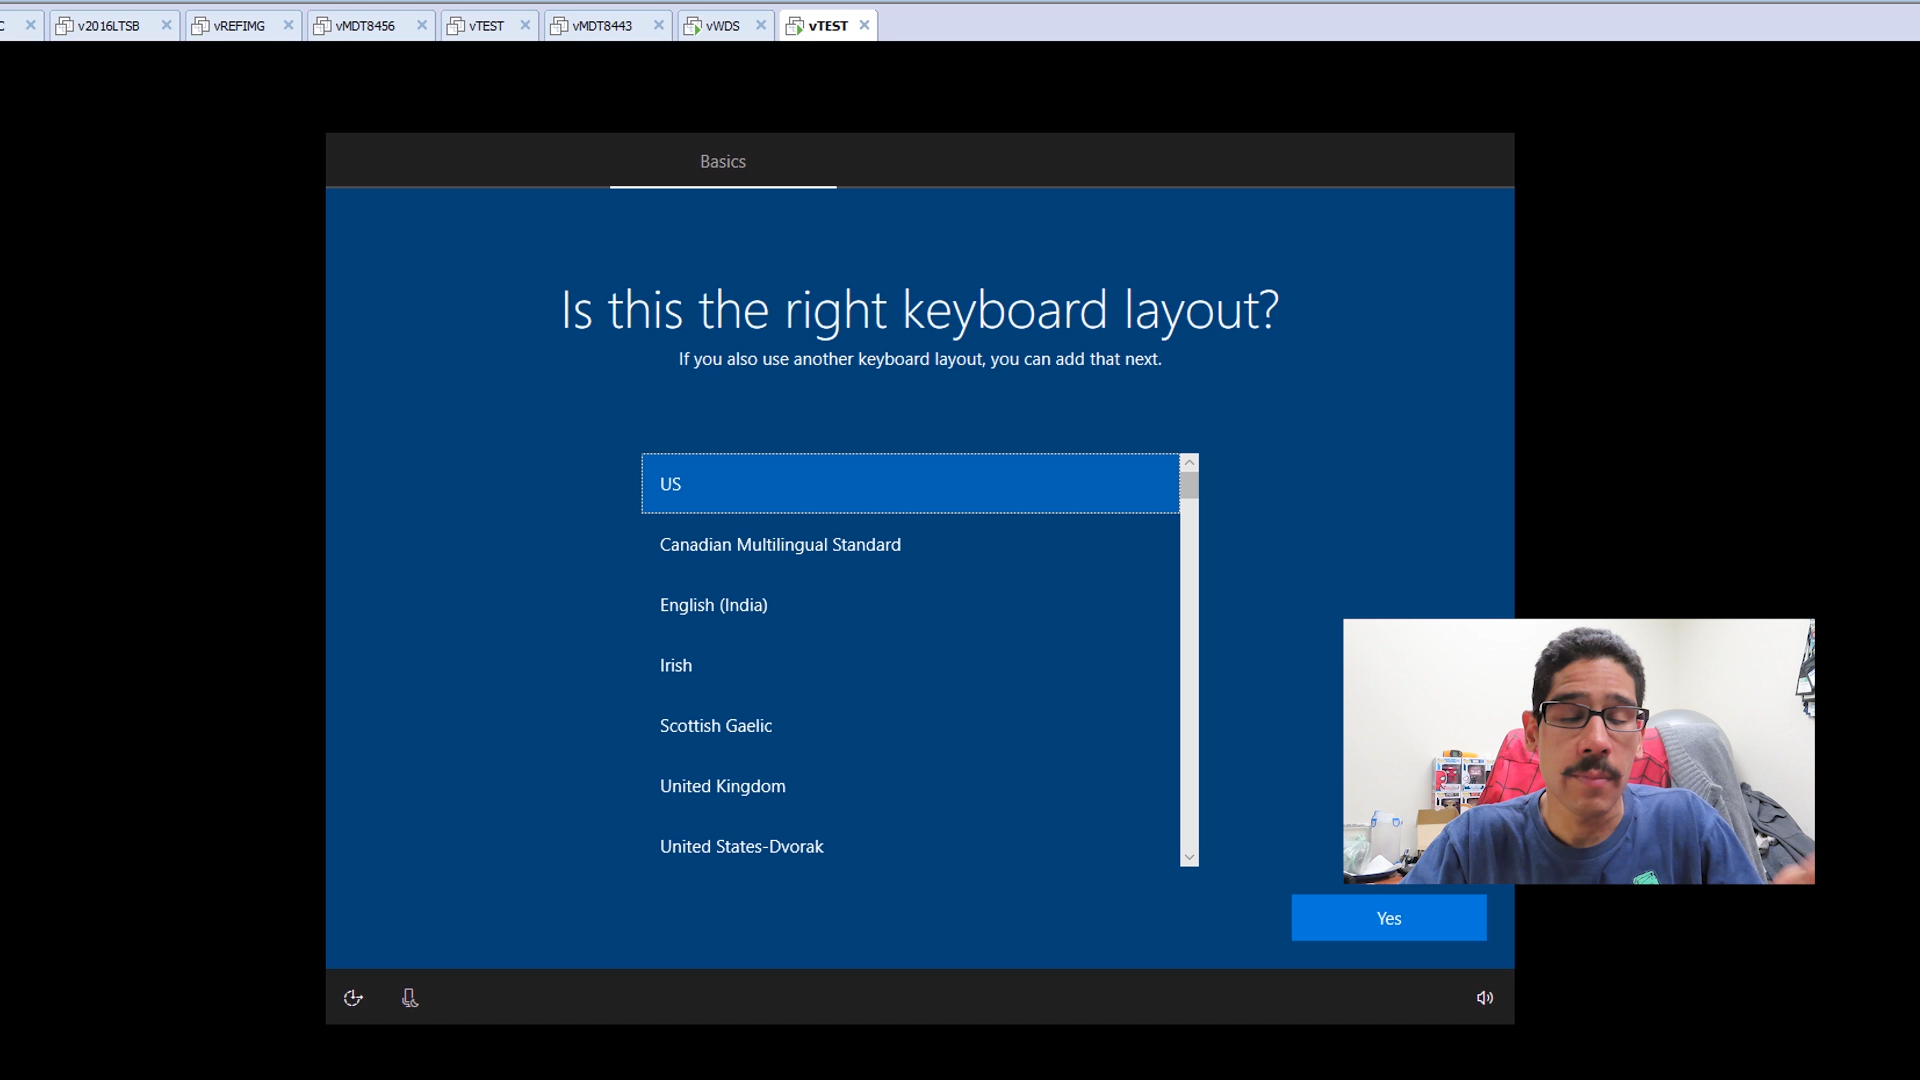 v2016LTSB
vREFIMG
vMDT8456
vTEST
vMDT8443
vWDS
vTEST
Basics
Is this the right keyboard layout?
If you also use another keyboard layout, you can add that next.
US
Canadian Multilingual Standard
English (India)
Irish
Scottish Gaelic
United Kingdom
United States-Dvorak
Yes